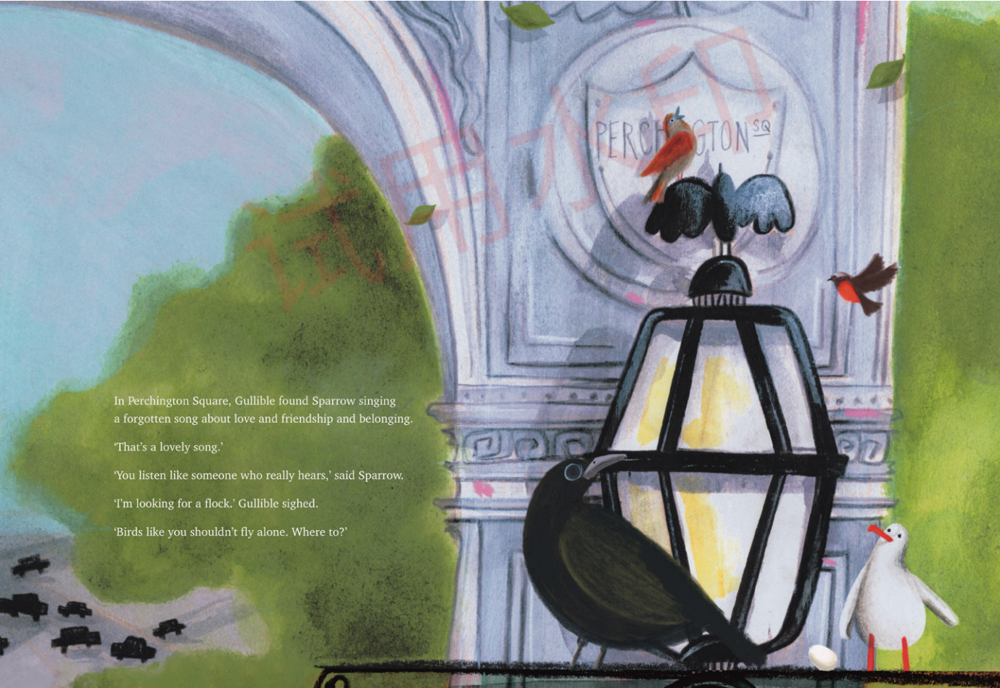 试用水印
PERCH GTON SQ
In Perchington Square, Gullible found Sparrow singing
a forgotten song about love and friendship and belonging.
‘That’s a lovely song.’
‘You listen like someone who really hears,’ said Sparrow.
‘I’m looking for a flock.’ Gullible sighed.
‘Birds like you shouldn’t fly alone. Where to?’